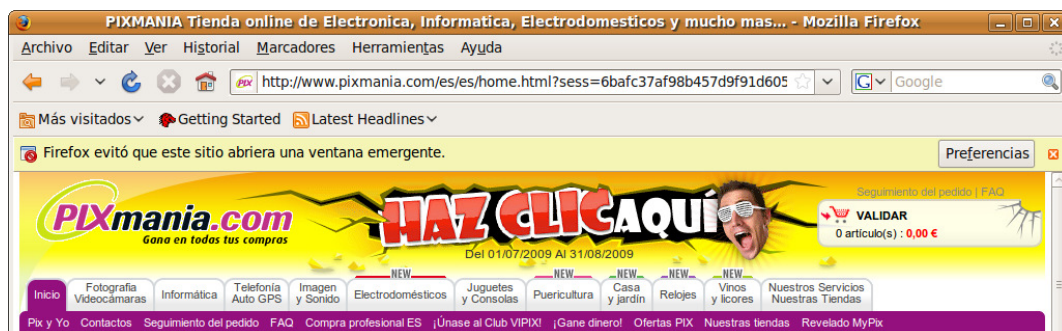 PIXMANIA Tienda online de Electronica, Informatica, Electrodomesticos y mucho mas... - Mozilla Firefox
Archivo Editar Ver Historial Marcadores Herramientas Ayuda
PIX http://www.pixmania.com/es/es/home.html?sess=6bafc37af98b457d9f91d605 G Google
Más visitados Getting Started Latest Headlines
Firefox evitó que este sitio abriera una ventana emergente. Preferencias
PIXmania.com
Gana en todas tus compras
HAZ CLIC AQUÍ
Del 01/07/2009 Al 31/08/2009
Seguimiento del pedido | FAQ
VALIDAR
0 artículo(s) : 0,00 €
NEW NEW NEW NEW NEW
Inicio Fotografia Videocámaras Informática Telefonía Auto GPS Imagen y Sonido Electrodomésticos Juguetes y Consolas Puericultura Casa y jardín Relojes Vinos y licores Nuestros Servicios Nuestras Tiendas
Pix y Yo Contactos Seguimiento del pedido FAQ Compra profesional ES ¡Únase al Club VIPIX! ¡Gane dinero! Ofertas PIX Nuestras tiendas Revelado MyPix